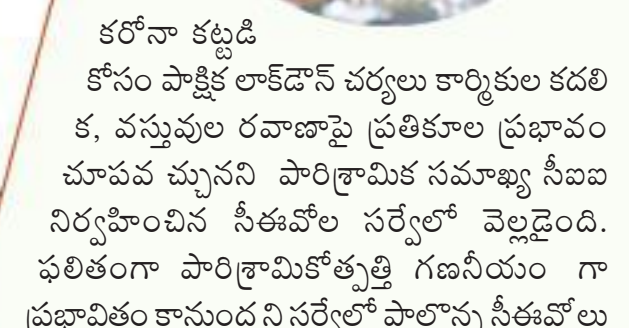 కరోనా కట్టడి
కోసం పాక్షిక లాక్‌డౌన్ చర్యలు కార్మికుల కదలి
క, వస్తువుల రవాణాపై ప్రతికూల ప్రభావం
చూపవ చ్చునని పారిశ్రామిక సమాఖ్య సీఐఐ
నిర్వహించిన సీఈవోల సర్వేలో వెల్లడైంది.
ఫలితంగా పారిశ్రామికోత్పత్తి గణనీయం గా
ప్రభావితం కానుంద ని సర్వేలో పాల్గొన్న సీఈవోలు